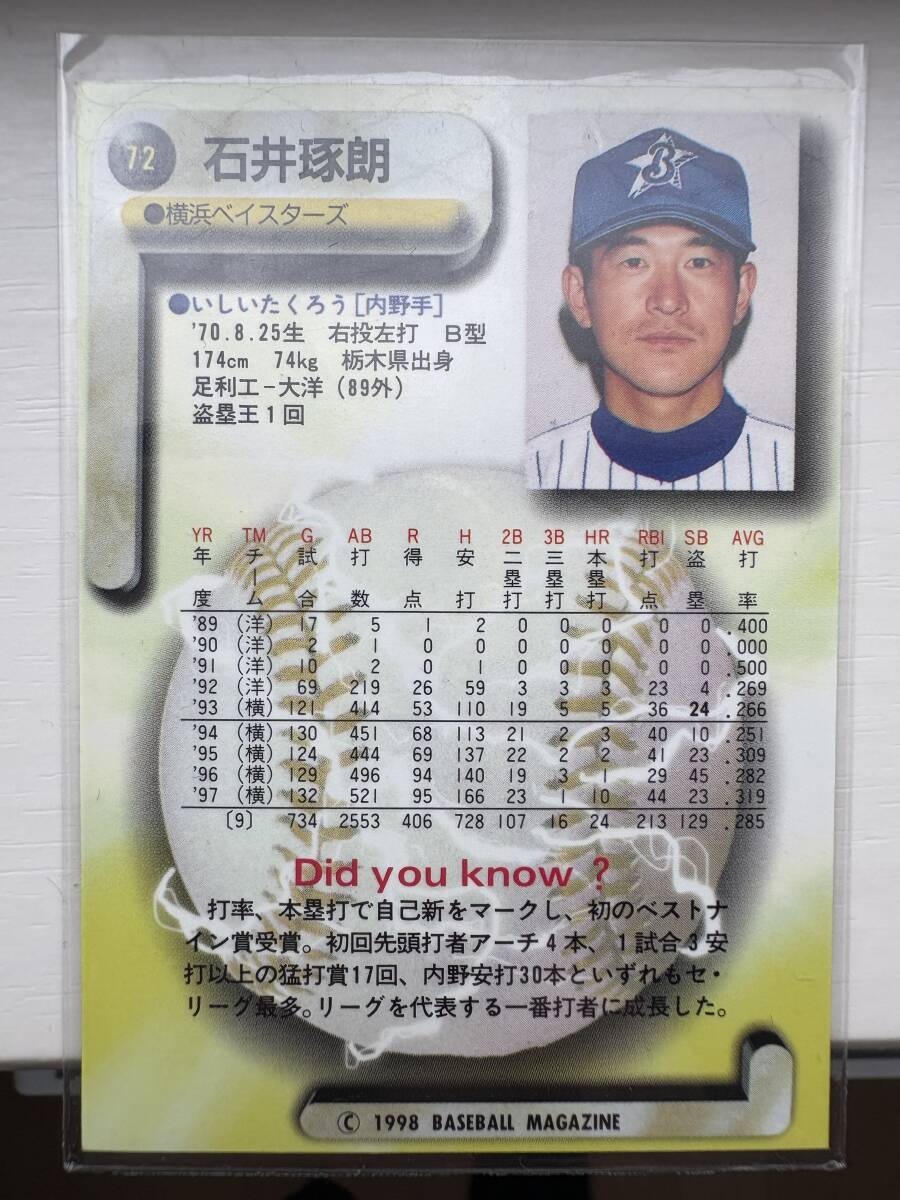 72 石井琢朗
●横浜ベイスターズ
B
●いしいたくろう[内野手]
'70.8.25生 右投左打 B型
174cm 74kg 栃木県出身
足利工-大洋(89外)
盗塁王1回
YR TM G AB R H 2B 3B HR RBI SB AVG
年度 チーム 試合 打数 得点 安打 二塁打 三塁打 本塁打 打点 盗塁 打率
'89 (洋) 17 5 1 2 0 0 0 0 0 .400
'90 (洋) 2 1 0 0 0 0 0 0 0 .000
'91 (洋) 10 2 0 1 0 0 0 0 0 .500
'92 (洋) 69 219 26 59 3 3 3 23 4 .269
'93 (横) 121 414 53 110 19 5 5 36 24 .266
'94 (横) 130 451 68 113 21 2 3 40 10 .251
'95 (横) 124 444 69 137 22 2 2 41 23 .309
'96 (横) 129 496 94 140 19 3 1 29 45 .282
'97 (横) 132 521 95 166 23 1 10 44 23 .319
〔9〕 734 2553 406 728 107 16 24 213 129 .285
Did you know ?
打率、本塁打で自己新をマークし、初のベストナ
イン賞受賞。初回先頭打者アーチ4本、1試合3安
打以上の猛打賞17回、内野安打30本といずれもセ・
リーグ最多。リーグを代表する一番打者に成長した。
© 1998 BASEBALL MAGAZINE